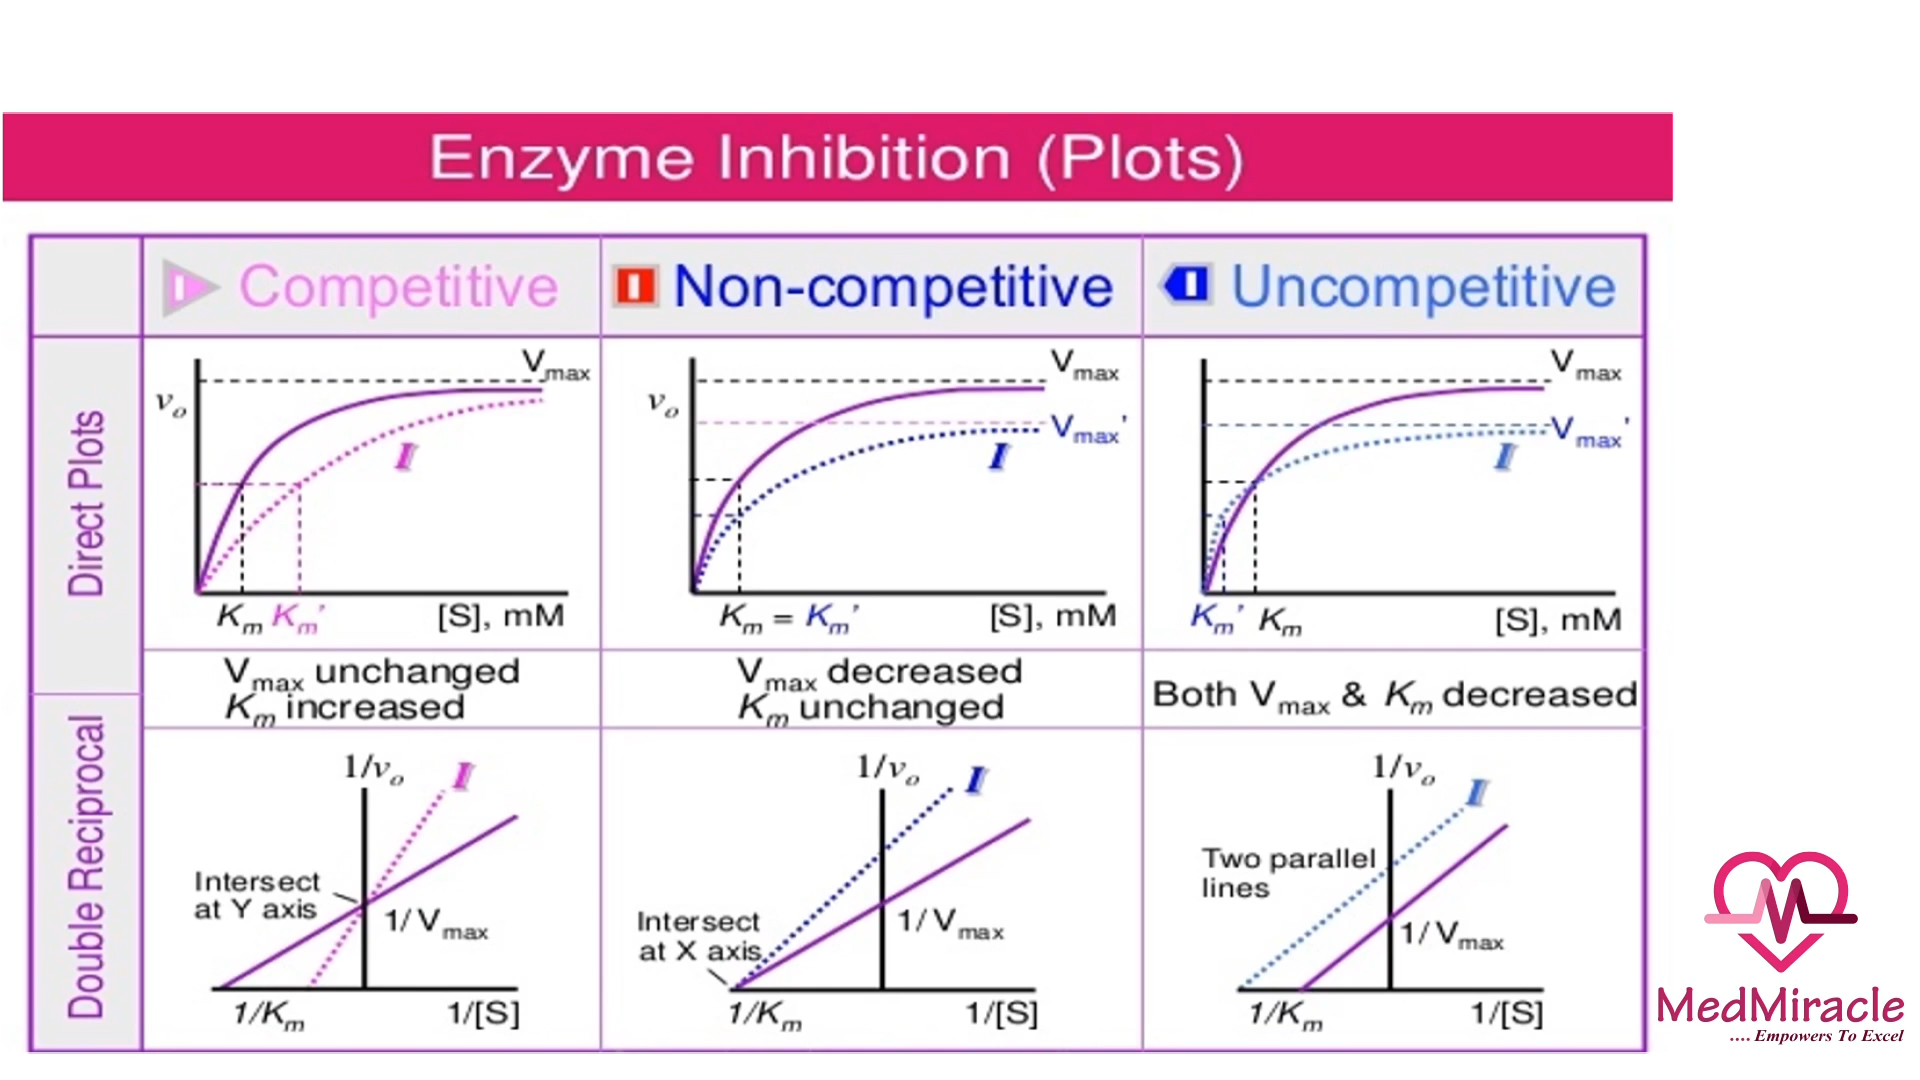 Enzyme Inhibition (Plots)
I Competitive
I Non-competitive
I Uncompetitive
Direct Plots
Vmax
vo
I
Km Km’ [S], mM
Vmax
vo
Vmax’
I
Km = Km’ [S], mM
Vmax
Vmax’
I
Km’ Km [S], mM
Vmax unchanged
Km increased
Vmax decreased
Km unchanged
Both Vmax & Km decreased
Double Reciprocal
1/vo
I
Intersect
at Y axis
1/Vmax
1/Km 1/[S]
1/vo
I
Intersect
at X axis
1/Vmax
1/Km 1/[S]
1/vo
I
Two parallel
lines
1/Vmax
1/Km 1/[S]
MedMiracle
.... Empowers To Excel